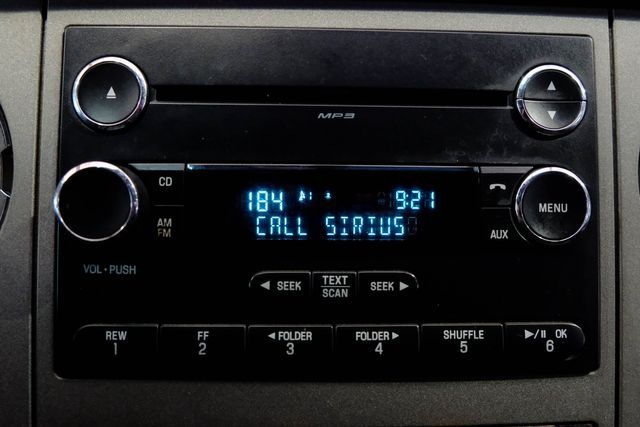 MP3
CD
184 9:21
AM
FM
CALL SIRIUS
MENU
AUX
VOL • PUSH
◄ SEEK
TEXT
SCAN
SEEK ►
REW
1
FF
2
◄ FOLDER
3
FOLDER ►
4
SHUFFLE
5
►/II OK
6